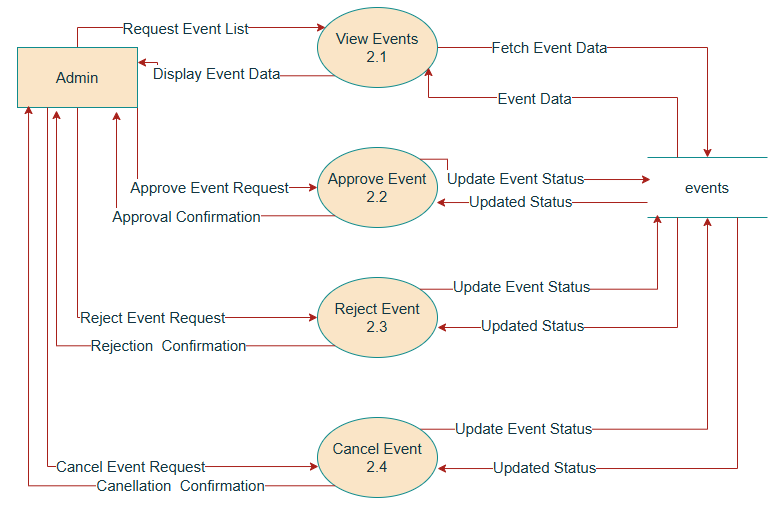 Request Event List
View Events
2.1
Fetch Event Data
Admin
Display Event Data
Event Data
Approve Event Request
Approve Event
2.2
Update Event Status
events
Updated Status
Approval Confirmation
Update Event Status
Reject Event
2.3
Reject Event Request
Updated Status
Rejection  Confirmation
Update Event Status
Cancel Event
2.4
Cancel Event Request
Updated Status
Canellation  Confirmation